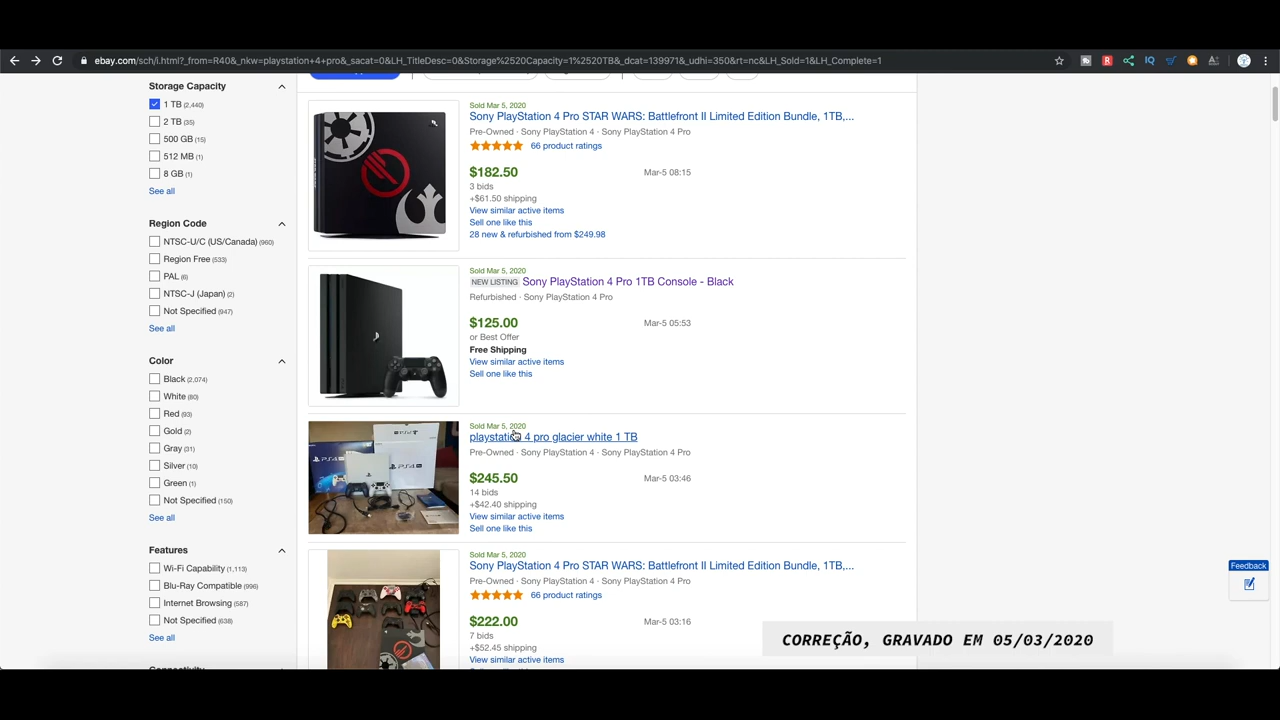 ebay.com/sch/i.html?_from=R40&_nkw=playstation+4+pro&_sacat=0&LH_TitleDesc=0&Storage%2520Capacity=1%2520TB&_dcat=139971&_udhi=350&rt=nc&LH_Sold=1&LH_Complete=1
Storage Capacity
1 TB (2,440)
2 TB (35)
500 GB (15)
512 MB (1)
8 GB (1)
See all
Region Code
NTSC-U/C (US/Canada) (960)
Region Free (533)
PAL (6)
NTSC-J (Japan) (2)
Not Specified (947)
See all
Color
Black (2,074)
White (80)
Red (93)
Gold (2)
Gray (31)
Silver (10)
Green (1)
Not Specified (150)
See all
Features
Wi-Fi Capability (1,113)
Blu-Ray Compatible (996)
Internet Browsing (587)
Not Specified (638)
See all
Sold Mar 5, 2020
Sony PlayStation 4 Pro STAR WARS: Battlefront II Limited Edition Bundle, 1TB,...
Pre-Owned · Sony PlayStation 4 · Sony PlayStation 4 Pro
66 product ratings
$182.50 Mar-5 08:15
3 bids
+$61.50 shipping
View similar active items
Sell one like this
28 new & refurbished from $249.98
Sold Mar 5, 2020
NEW LISTING Sony PlayStation 4 Pro 1TB Console - Black
Refurbished · Sony PlayStation 4 Pro
$125.00 Mar-5 05:53
or Best Offer
Free Shipping
View similar active items
Sell one like this
Sold Mar 5, 2020
playstation 4 pro glacier white 1 TB
Pre-Owned · Sony PlayStation 4 · Sony PlayStation 4 Pro
$245.50 Mar-5 03:46
14 bids
+$42.40 shipping
View similar active items
Sell one like this
Sold Mar 5, 2020
Sony PlayStation 4 Pro STAR WARS: Battlefront II Limited Edition Bundle, 1TB,...
Pre-Owned · Sony PlayStation 4 · Sony PlayStation 4 Pro
66 product ratings
$222.00 Mar-5 03:16
7 bids
+$52.45 shipping
View similar active items
Feedback
CORREÇÃO, GRAVADO EM 05/03/2020